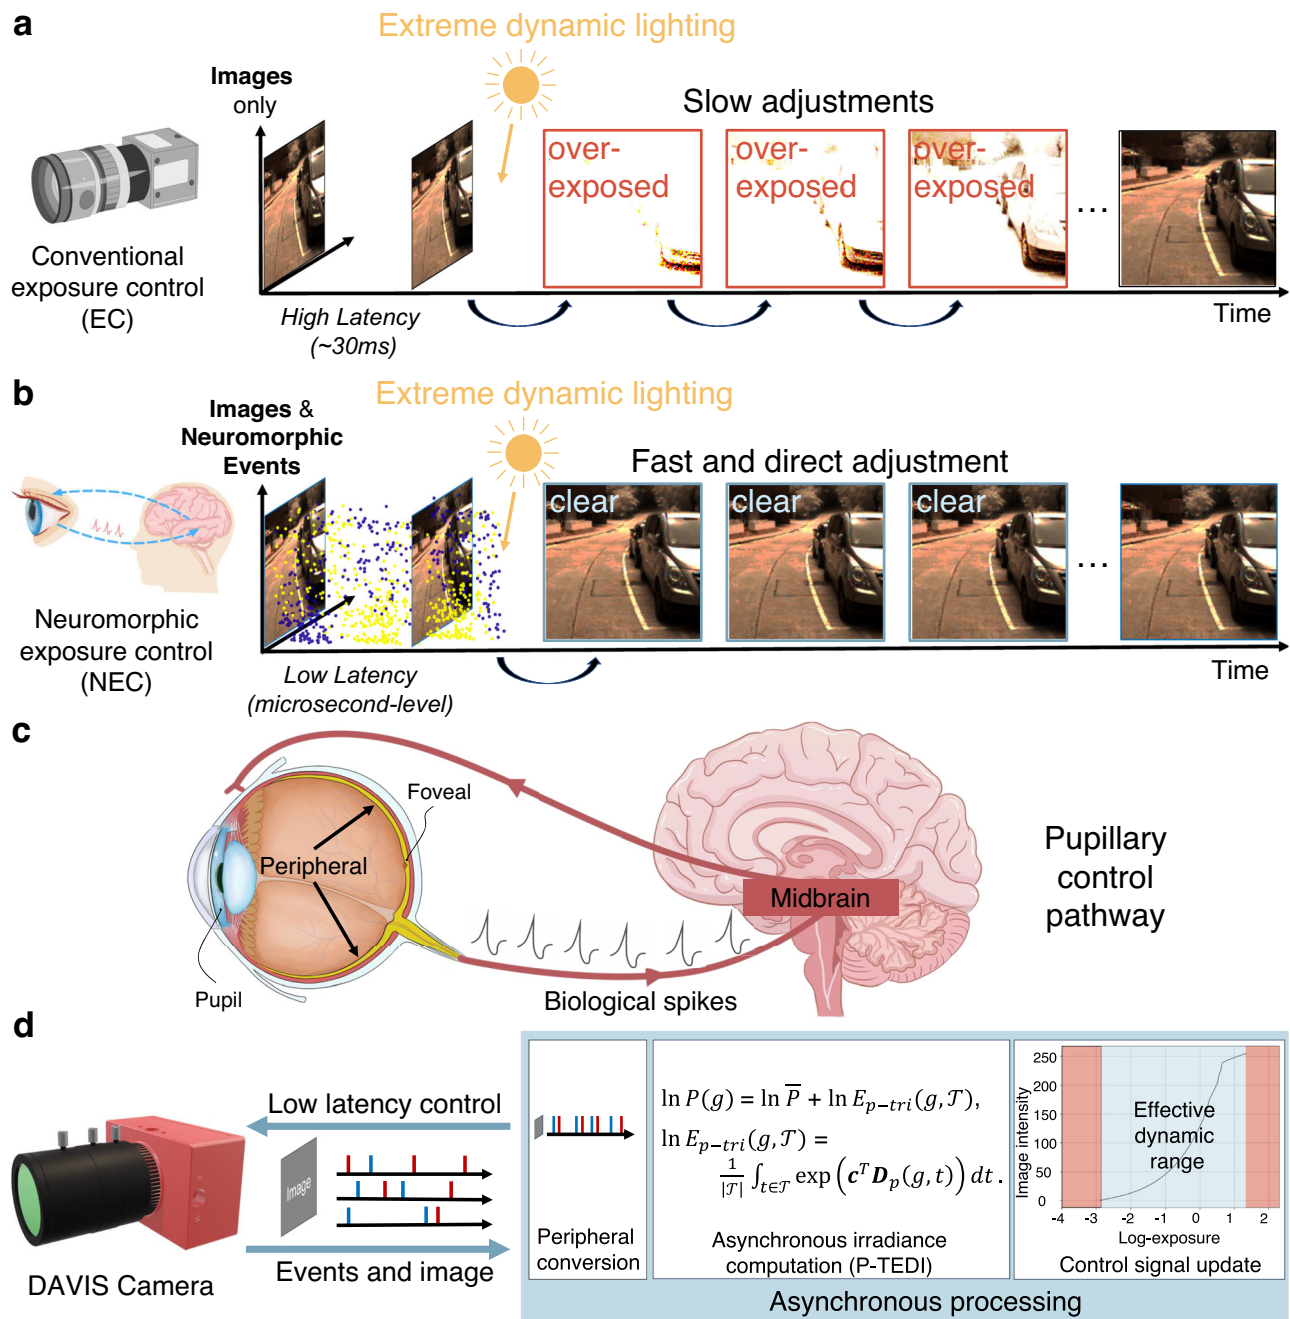 a
Extreme dynamic lighting
Images
only
Slow adjustments
over-
exposed
over-
exposed
over-
exposed
...
Conventional
exposure control
(EC)
High Latency
(~30ms)
Time
b
Extreme dynamic lighting
Images &
Neuromorphic
Events
Fast and direct adjustment
clear
clear
clear
...
Neuromorphic
exposure control
(NEC)
Low Latency
(microsecond-level)
Time
c
Foveal
Peripheral
Pupil
Midbrain
Biological spikes
Pupillary
control
pathway
d
Low latency control
Image
Events and image
DAVIS Camera
Peripheral
conversion
ln P(g) = ln P̅ + ln E_{p-tri}(g, 𝒯),
ln E_{p-tri}(g, 𝒯) =
1/|𝒯| ∫_{t∈𝒯} exp(𝒄^T 𝑫_p(g, t)) dt.
Asynchronous irradiance
computation (P-TEDI)
Image intensity
250
200
150
100
50
0
Effective
dynamic
range
-4 -3 -2 -1 0 1 2
Log-exposure
Control signal update
Asynchronous processing